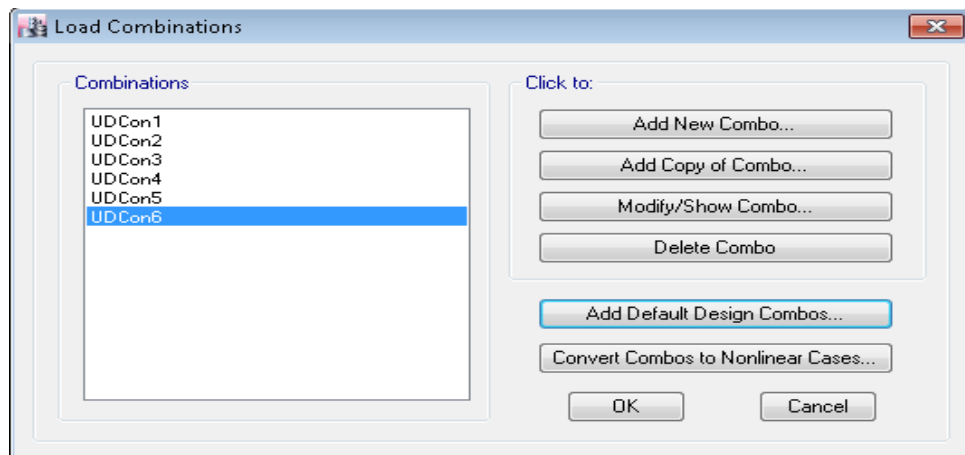 Load Combinations
Combinations
UDCon1
UDCon2
UDCon3
UDCon4
UDCon5
UDCon6
Click to:
Add New Combo...
Add Copy of Combo...
Modify/Show Combo...
Delete Combo
Add Default Design Combos...
Convert Combos to Nonlinear Cases...
OK
Cancel